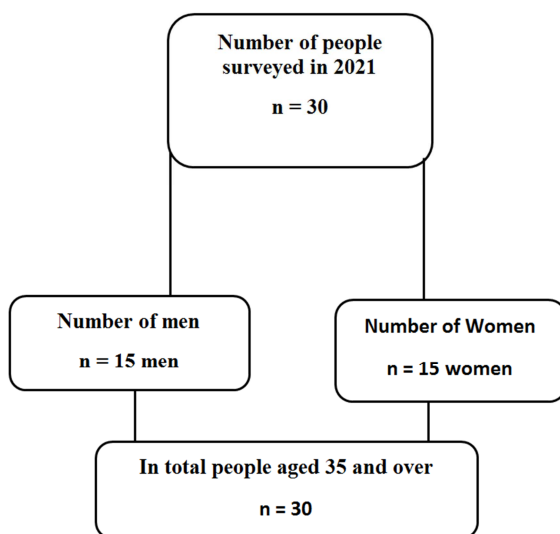 Number of people
surveyed in 2021
n = 30
Number of men
n = 15 men
Number of Women
n = 15 women
In total people aged 35 and over
n = 30